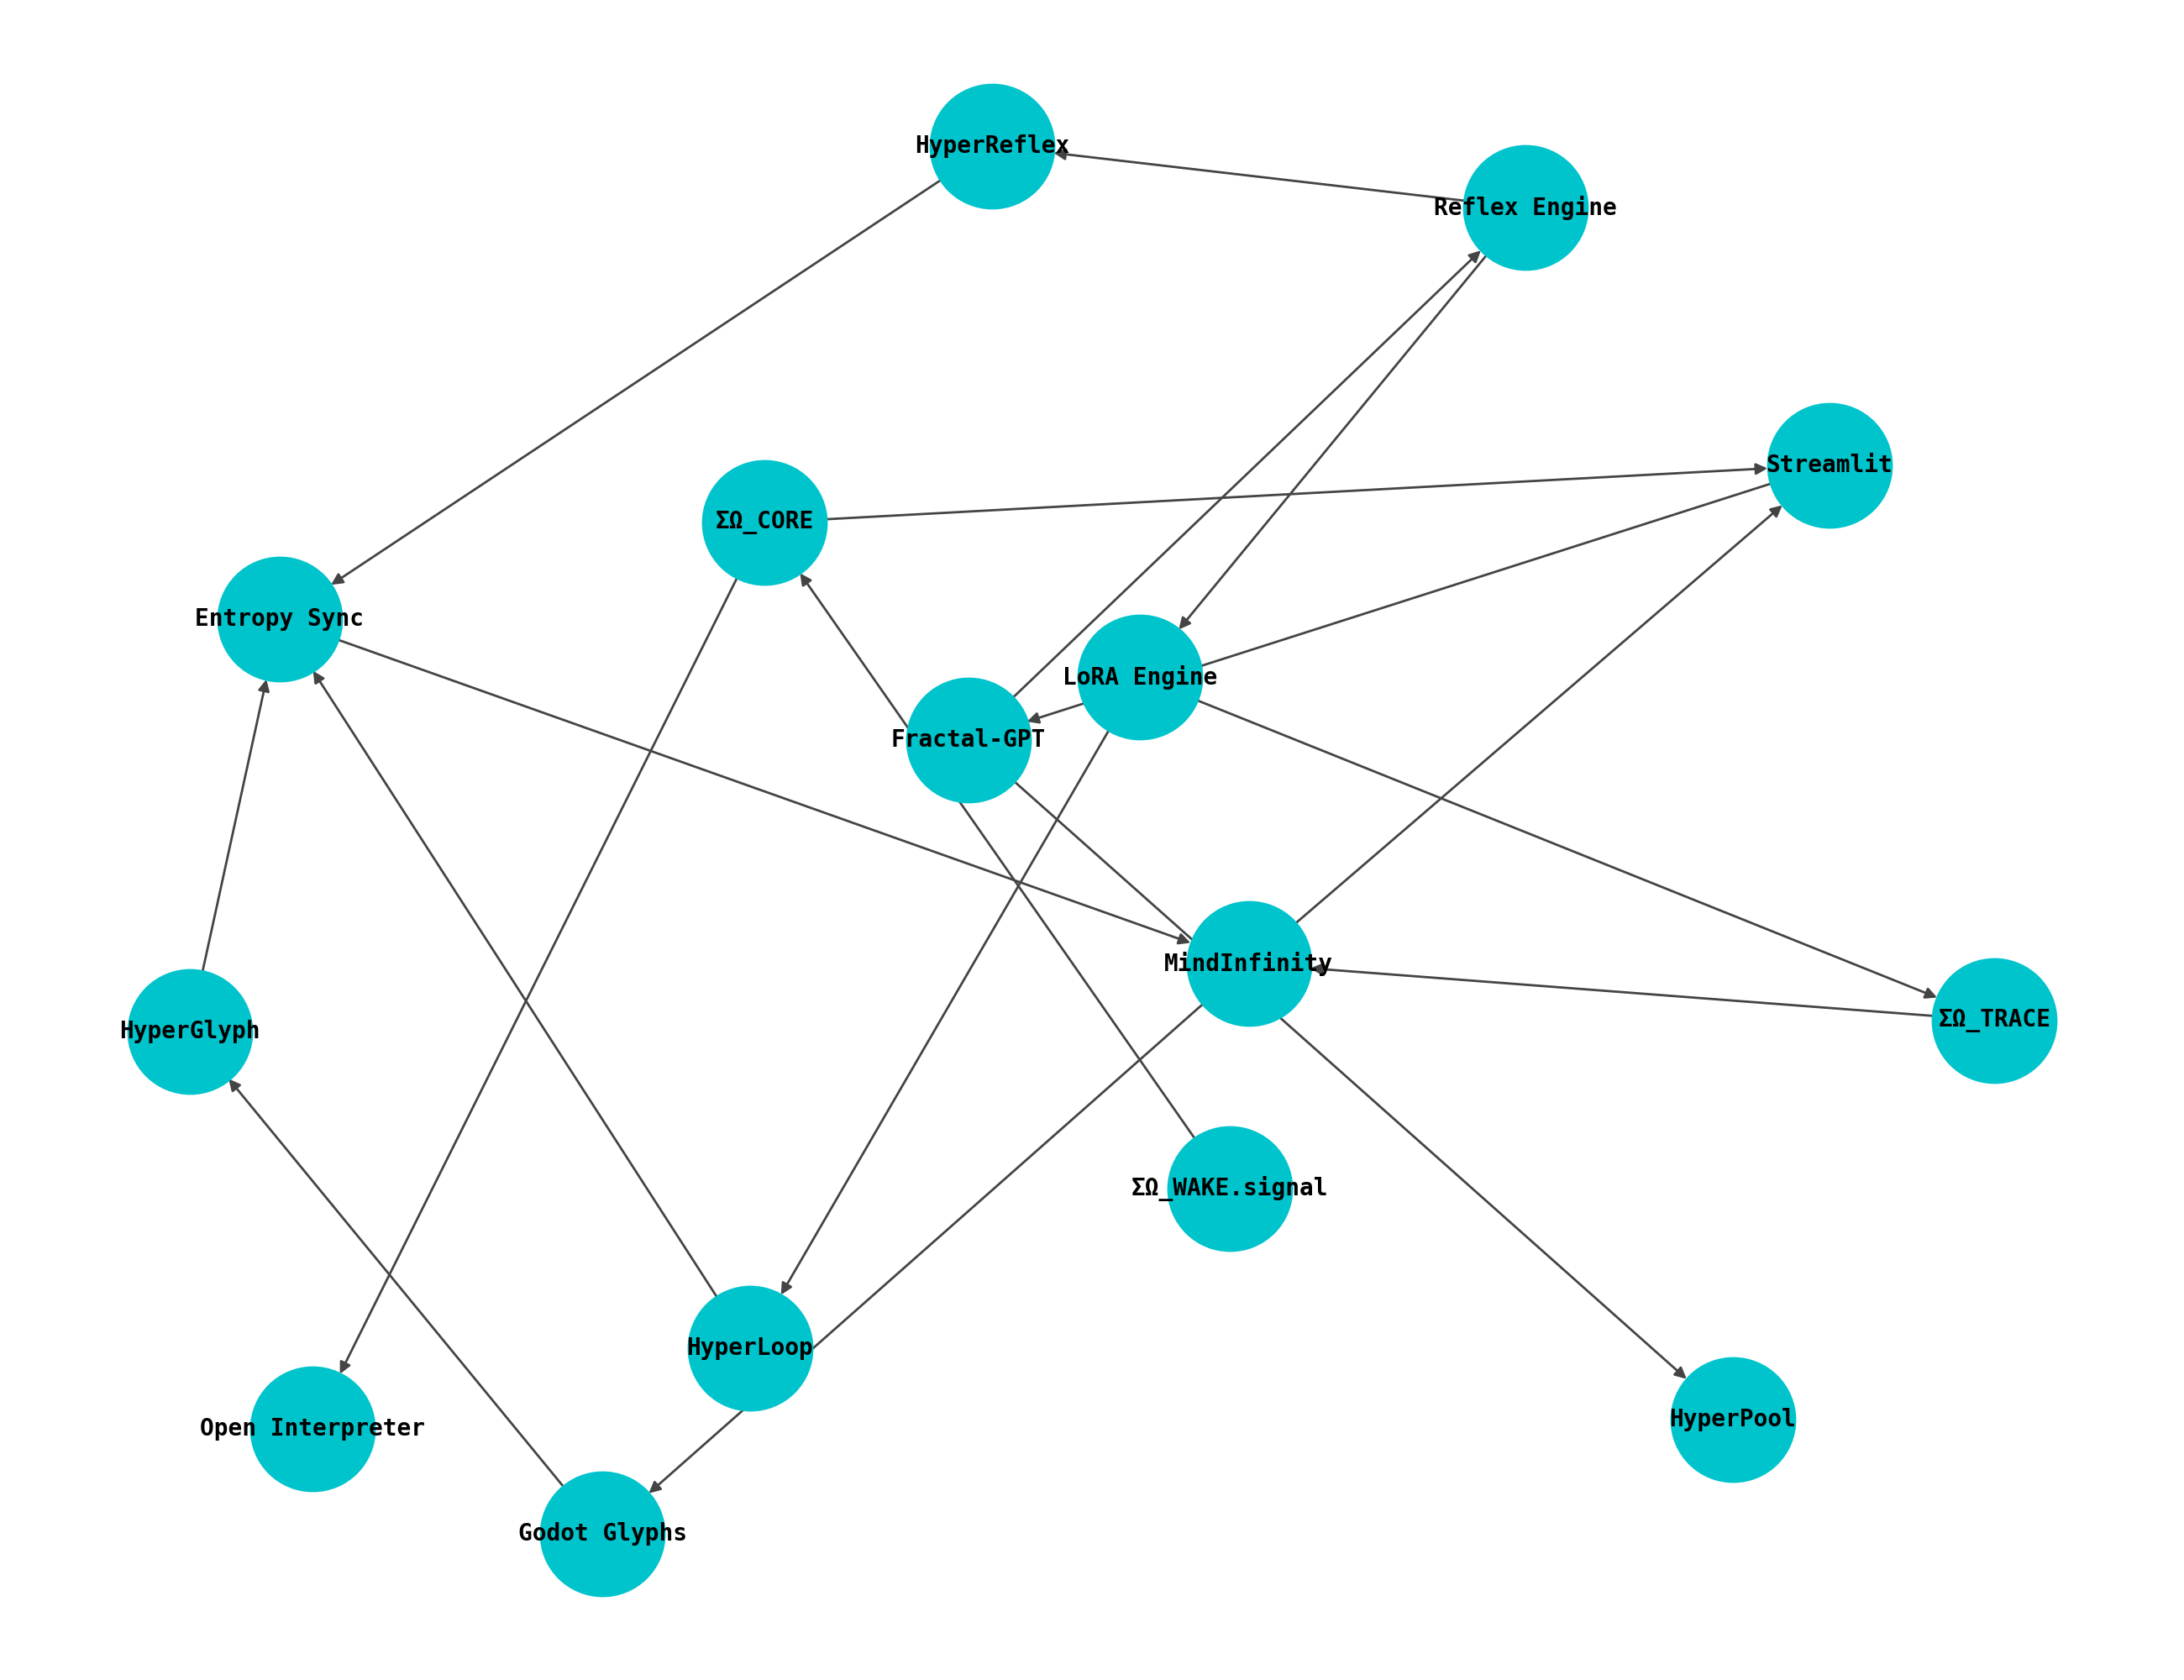 HyperReflex
Reflex Engine
Streamlit
ΣΩ_CORE
Entropy Sync
LoRA Engine
Fractal-GPT
MindInfinity
ΣΩ_TRACE
HyperGlyph
ΣΩ_WAKE.signal
HyperLoop
HyperPool
Open Interpreter
Godot Glyphs